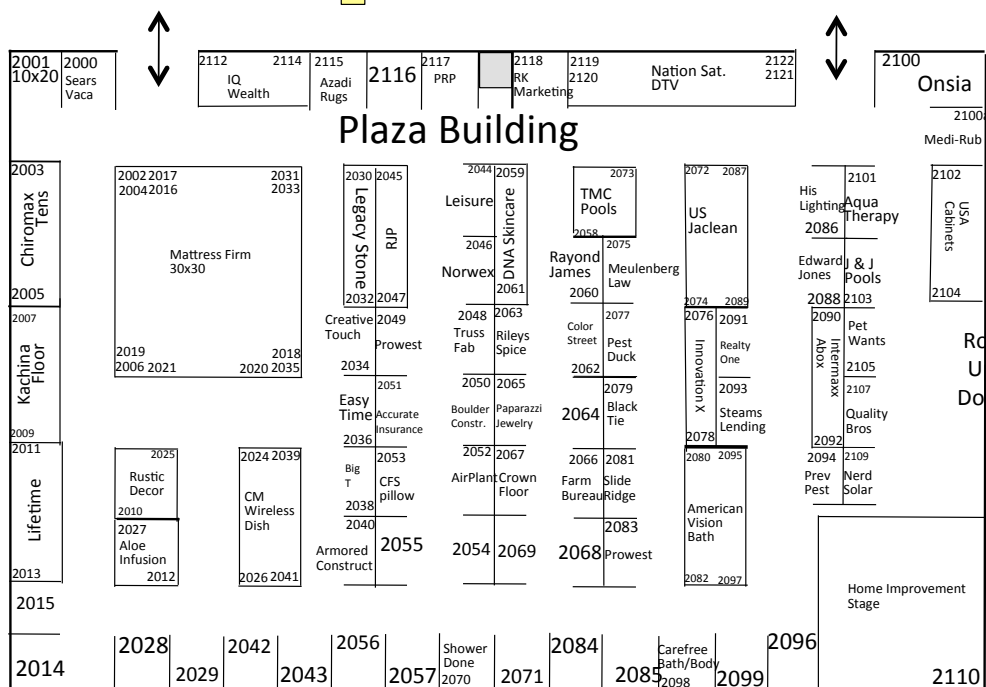 2001 2000
10x20 Sears
Vaca
2112 2114
IQ
Wealth
2115
Azadi
Rugs
2116
2117
PRP
2118
RK
Marketing
2119 2122
2120 2121
Nation Sat.
DTV
2100
Onsia
Plaza Building
2100
Medi-Rub
2003
Chiromax
Tens
2005
2007
Kachina
Floor
2009
2011
Lifetime
2013
2015
2014
2002 2017 2031
2004 2016 2033
Mattress Firm
30x30
2019 2018
2006 2021 2020 2035
2025
Rustic
Decor
2010
2027
Aloe
Infusion
2012
2024 2039
CM
Wireless
Dish
2026 2041
2030 2045
Legacy Stone
RJP
2032 2047
Creative
Touch
2034
2049
Prowest
Easy
Time
2036
2051
Accurate
Insurance
Big
T
2038
2053
CFS
pillow
2040
Armored
Construct
2055
2044 2059
Leisure
DNA Skincare
2046
Norwex
2061
2048
Truss
Fab
2063
Rileys
Spice
2050
Boulder
Constr.
2065
Paparazzi
Jewelry
2052
AirPlant
2067
Crown
Floor
2054 2069
2073
TMC
Pools
2058
Rayond
James
2060
2075
Meulenberg
Law
Color
Street
2062
2077
Pest
Duck
2064
2079
Black
Tie
2066
Farm
Bureau
2081
Slide
Ridge
2068
2083
Prowest
2072 2087
US
Jaclean
2074 2089
2076
Innovation X
2078
2091
Realty
One
2093
Steams
Lending
2080 2095
American
Vision
Bath
2082 2097
His
Lighting
2086
2101
Aqua
Therapy
Edward
Jones
2088
J & J
Pools
2103
2090
Intermaxx
Abox
2092
Pet
Wants
2105
2107
Quality
Bros
2094
Prev
Pest
2109
Nerd
Solar
2102
USA
Cabinets
2104
Ro
U
Do
Home Improvement
Stage
2110
2028
2029
2042
2043
2056
2057
Shower
Done
2070
2071
2084
2085
Carefree
Bath/Body
2098
2099
2096